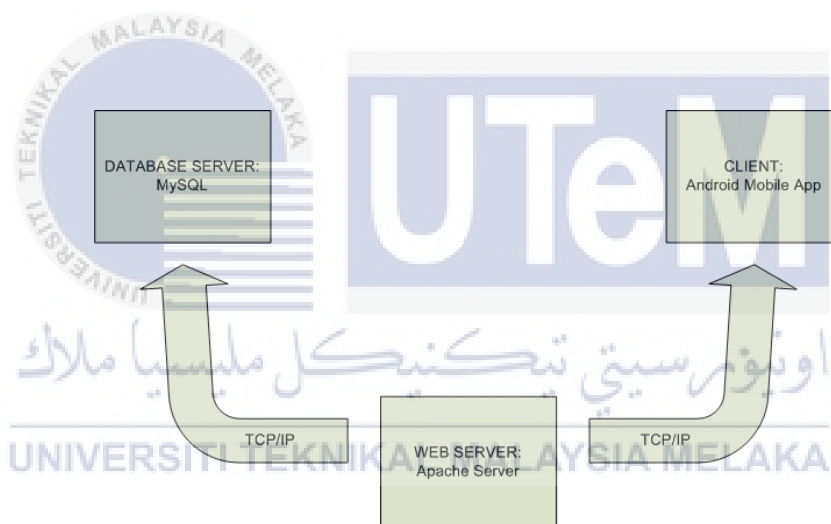 UNIVERSITI TEKNIKAL MALAYSIA MELAKA
UTeM
DATABASE SERVER:
MySQL
CLIENT:
Android Mobile App
اونيۏرسيتي تيكنيكل مليسيا ملاك
TCP/IP
TCP/IP
WEB SERVER:
Apache Server
UNIVERSITI TEKNIKAL MALAYSIA MELAKA